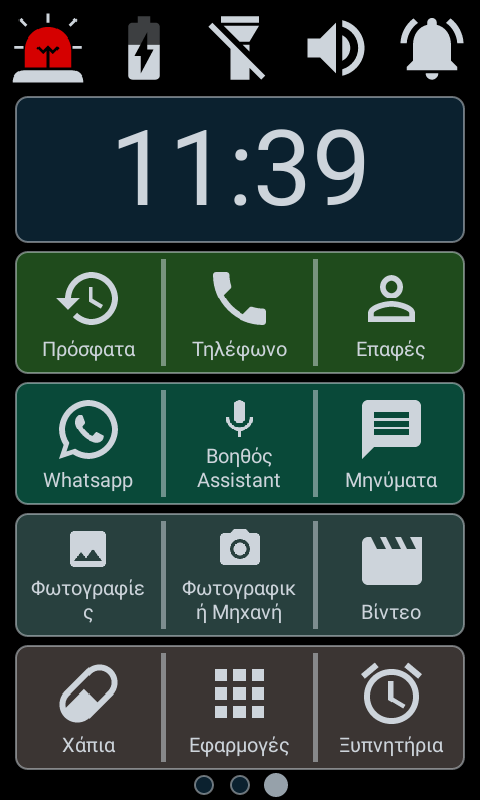 11:39
Πρόσφατα
Τηλέφωνο
Επαφές
Whatsapp
Βοηθός
Assistant
Μηνύματα
Φωτογραφίε
ς
Φωτογραφικ
ή Μηχανή
Βίντεο
Χάπια
Εφαρμογές
Ξυπνητήρια